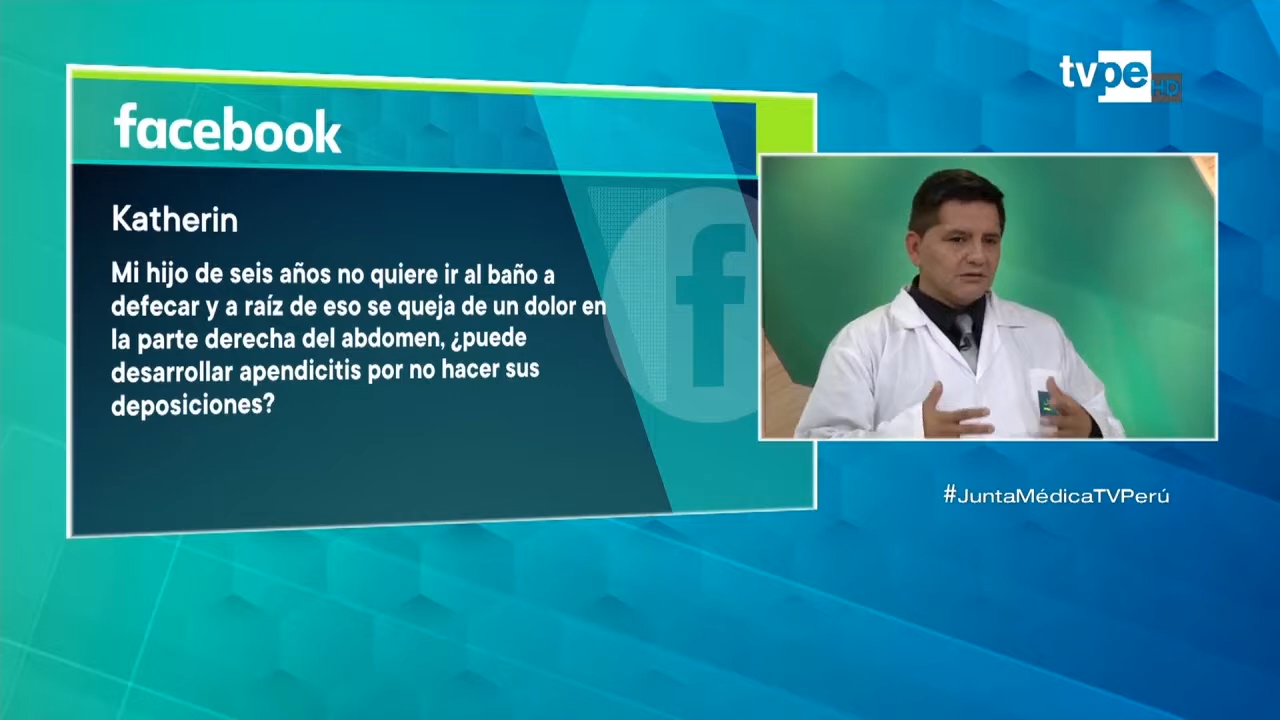 tvpe HD
facebook
Katherin
Mi hijo de seis años no quiere ir al baño a
defecar y a raíz de eso se queja de un dolor en
la parte derecha del abdomen, ¿puede
desarrollar apendicitis por no hacer sus
deposiciones?
#JuntaMédicaTVPerú